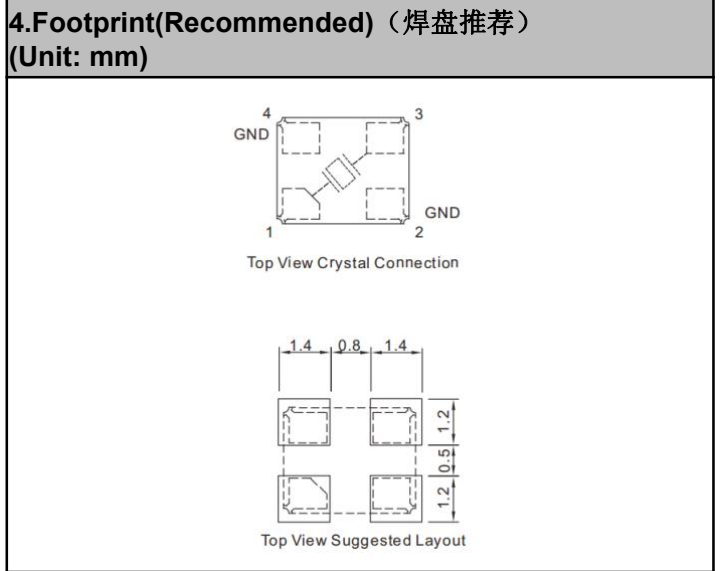 4.Footprint(Recommended)（焊盘推荐）
(Unit: mm)
4 3
GND
GND
1 2
Top View Crystal Connection
1.4 0.8 1.4
1.2
0.5
1.2
Top View Suggested Layout